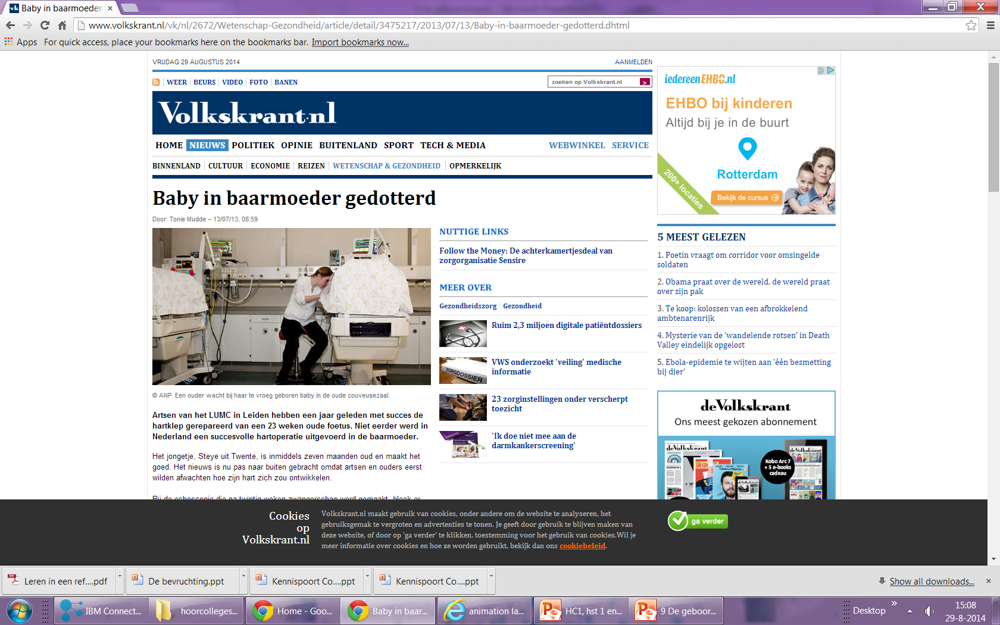 Baby in baarmoeder
www.volkskrant.nl/vk/nl/2672/Wetenschap-Gezondheid/article/detail/3475217/2013/07/13/Baby-in-baarmoeder-gedotterd.dhtml
Apps For quick access, place your bookmarks here on the bookmarks bar. Import bookmarks now...
VRIJDAG 29 AUGUSTUS 2014
AANMELDEN
WEER BEURS VIDEO FOTO BANEN
zoeken op Volkskrant.nl >
Volkskrant.nl
HOME NIEUWS POLITIEK OPINIE BUITENLAND SPORT TECH & MEDIA WEBWINKEL SERVICE
BINNENLAND CULTUUR ECONOMIE REIZEN WETENSCHAP & GEZONDHEID OPMERKELIJK
Baby in baarmoeder gedotterd
Door: Tonie Mudde – 13/07/13, 08:59
© ANP. Een ouder wacht bij haar te vroeg geboren baby in de oude couveusezaal.
Artsen van het LUMC in Leiden hebben een jaar geleden met succes de
hartklep gerepareerd van een 23 weken oude foetus. Niet eerder werd in
Nederland een succesvolle hartoperatie uitgevoerd in de baarmoeder.
Het jongetje, Steye uit Twente, is inmiddels zeven maanden oud en maakt het
goed. Het nieuws is nu pas naar buiten gebracht omdat artsen en ouders eerst
wilden afwachten hoe zijn hart zich zou ontwikkelen.
Bij de echoscopie die na twintig weken zwangerschap werd gemaakt, bleek er
NUTTIGE LINKS
Follow the Money: De achterkamertjesdeal van
zorgorganisatie Sensire
MEER OVER
Gezondheidszorg Gezondheid
Ruim 2,3 miljoen digitale patiëntdossiers
ZORGDOSSIER
VWS onderzoekt 'veiling' medische
informatie
23 zorginstellingen onder verscherpt
toezicht
'Ik doe niet mee aan de
darmkankerscreening'
iedereenEHBO.nl
EHBO bij kinderen
Altijd bij je in de buurt
Rotterdam
200+ locaties
Bekijk de cursus
5 MEEST GELEZEN
1. Poetin vraagt om corridor voor omsingelde
soldaten
2. Obama praat over de wereld, de wereld praat
over zijn pak
3. Te koop: kolossen van een afbrokkelend
ambtenarenrijk
4. Mysterie van de 'wandelende rotsen' in Death
Valley eindelijk opgelost
5. Ebola-epidemie te wijten aan 'één besmetting
bij dier'
deVolkskrant
Ons meest gekozen abonnement
deVolkskrant
deVolkskrant
Kobo Arc 7
+ 5 e-books
cadeau
Cookies
op
Volkskrant.nl
Volkskrant.nl maakt gebruik van cookies, onder andere om de website te analyseren, het
gebruiksgemak te vergroten en advertenties te tonen. Je geeft door gebruik te blijven maken van
deze website, of door op 'ga verder' te klikken, toestemming voor het gebruik van cookies.Wil je
meer informatie over cookies en hoe ze worden gebruikt, bekijk dan ons cookiebeleid.
ga verder
Leren in een ref....pdf
De bevruchting.ppt
Kennispoort Co....ppt
Kennispoort Co....ppt
Show all downloads...
IBM Connect...
hoorcolleges...
Home - Goo...
Baby in baar...
animation la...
HC1, hst 1 en...
9 De geboor...
Desktop
15:08
29-8-2014